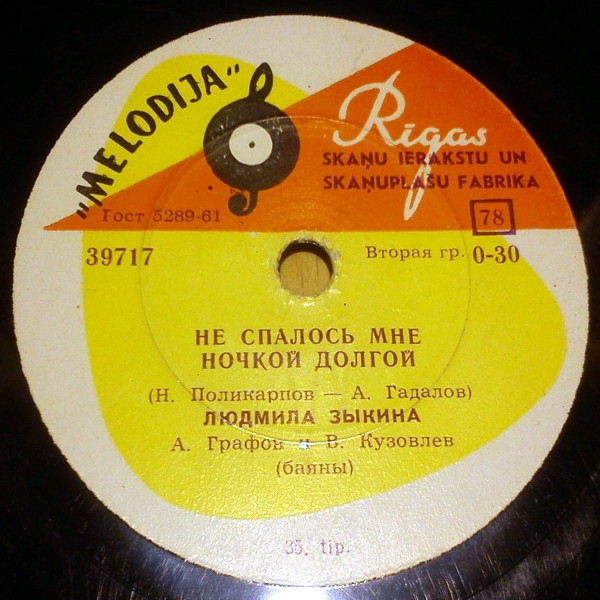 "MELODIJA"
Rīgas
SKAŅU IERAKSTU UN
SKAŅUPLAŠU FABRIKA
Гост 5289-61
78
39717
Вторая гр. 0-30
НЕ СПАЛОСЬ МНЕ
НОЧКОЙ ДОЛГОЙ
(Н. Поликарпов — А. Гадалов)
ЛЮДМИЛА ЗЫКИНА
А. Графов и В. Кузовлев
(баяны)
35. tip.